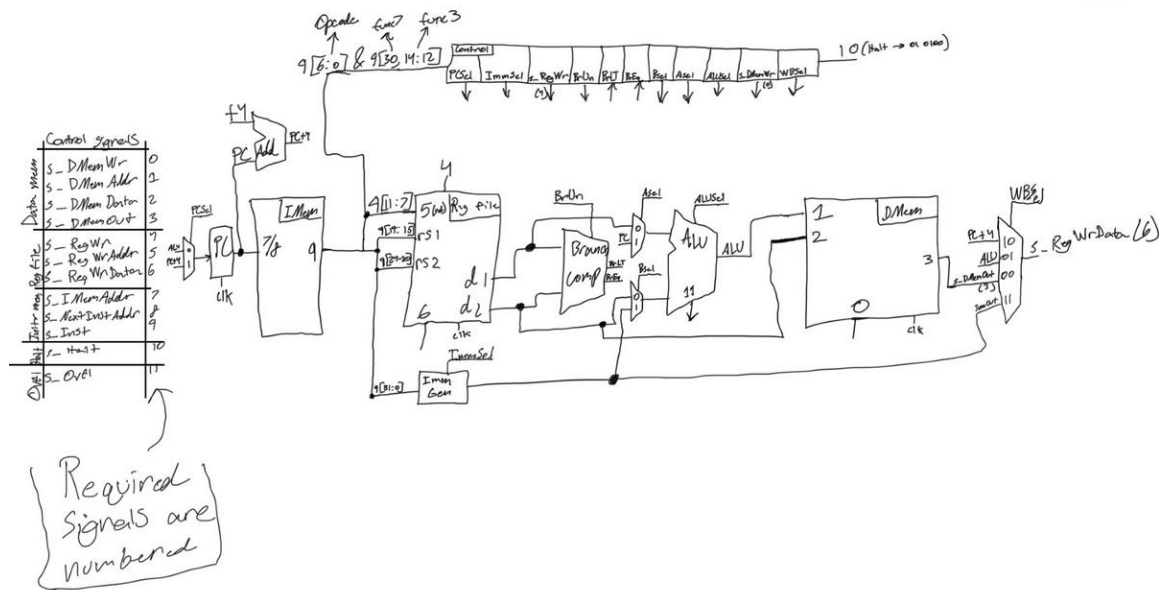 Opcode func7 func3
9[6:0] & 9[30,14:12]
Control
PCSel ImmSel s_RegWr BrUn BrLT BrEq Bsel Asel ALUSel s_DMemWr WBSel
(4) (0)
10 (Halt → 01 0100)
+4
PC Add PC+4
Control signals
Data mem
s_DMemWr 0
s_DMemAddr 1
s_DMemData 2
s_DMemOut 3
Reg file
s_RegWr 4
s_RegWrAddr 5
s_RegWrData 6
Instr mem
s_IMemAddr 7
s_NextInstAddr 8
s_Inst 9
Halt
s_Halt 10
Ovfl
s_Ovfl 11
Required
signals are
numbered
PCSel
ALU 0
PC+4 1
PC
clk
IMem
7/8 9
4
9[11:7] 5(rd) Reg file
rs1
rs2
d1
d2
6 clk
9[31:0]
ImmSel
Imm
Gen
BrUn
Branch
Comp
BrLT
BrEq
Asel
PC
0
1
Bsel
0
1
ALUSel
ALU
11
ALU
DMem
1
2
3
0
clk
WBSel
PC+4 10
ALU 01
s_DMemOut 00
(3)
ImmOut 11
s_RegWrData (6)